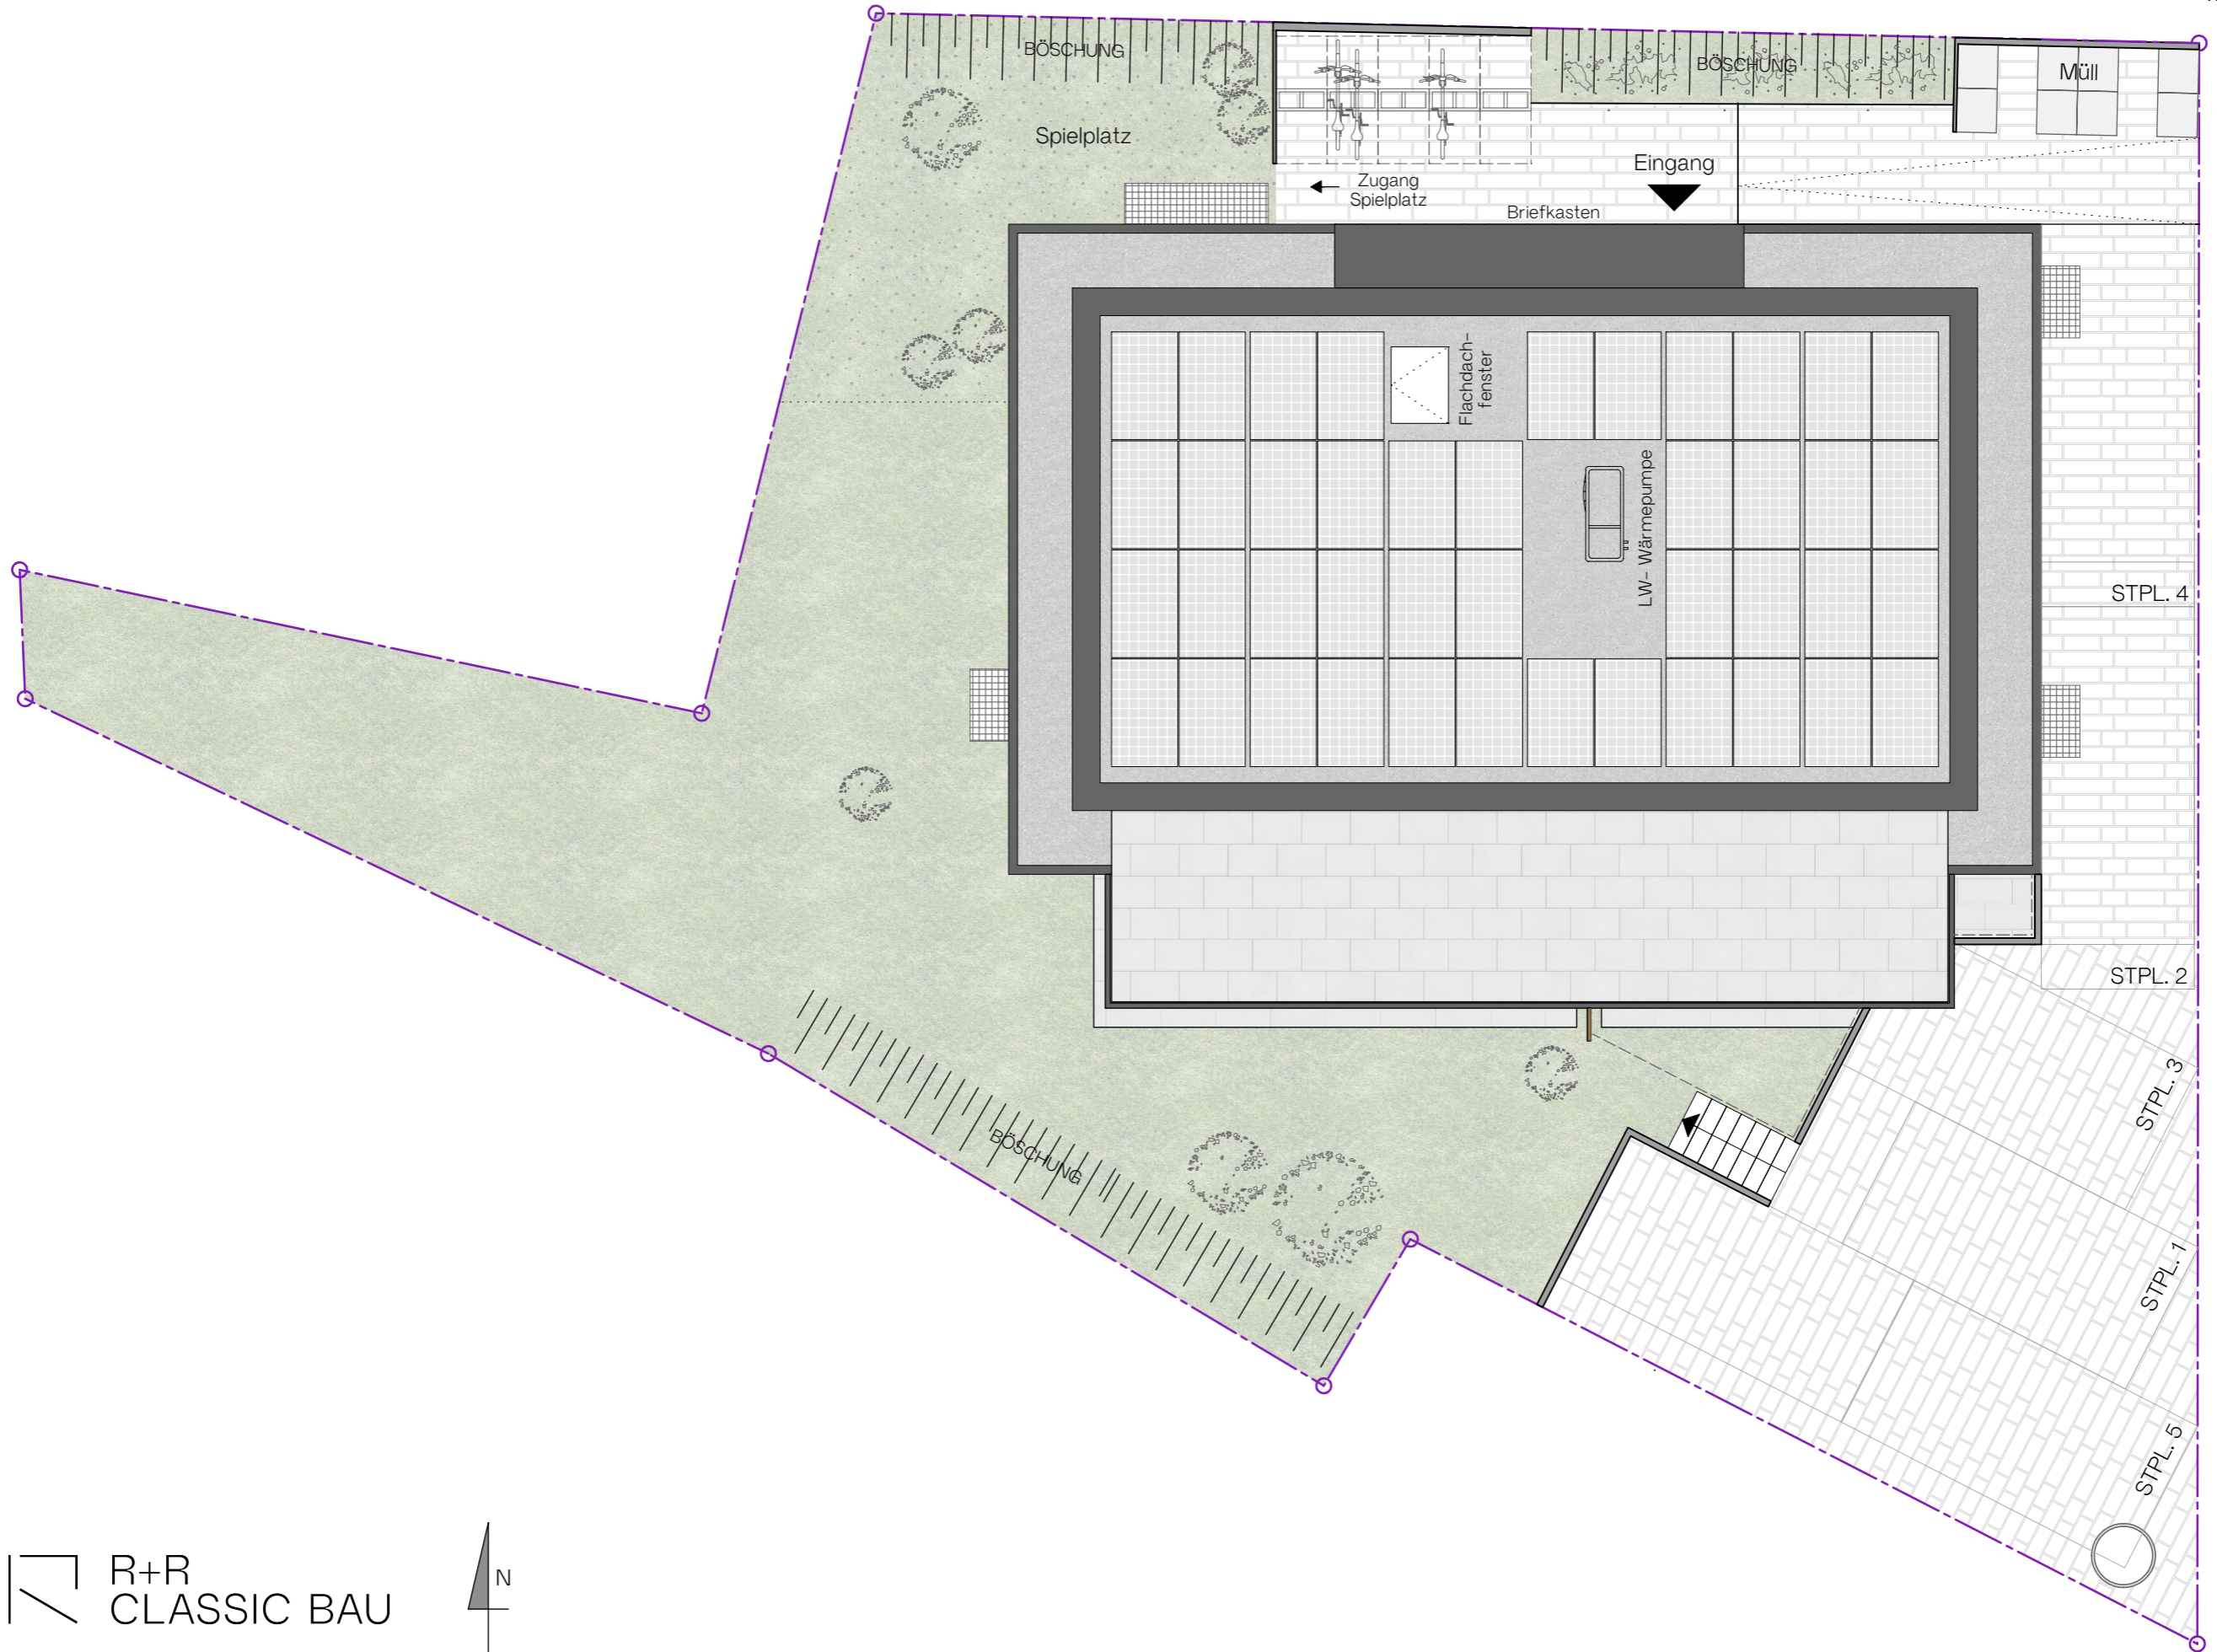 BÖSCHUNG
BÖSCHUNG
Müll
Spielplatz
Eingang
Zugang
Spielplatz
Briefkasten
Flachdach-
fenster
LW- Wärmepumpe
STPL. 4
STPL. 2
STPL. 3
BÖSCHUNG
STPL. 1
STPL. 5
R+R
CLASSIC BAU
N